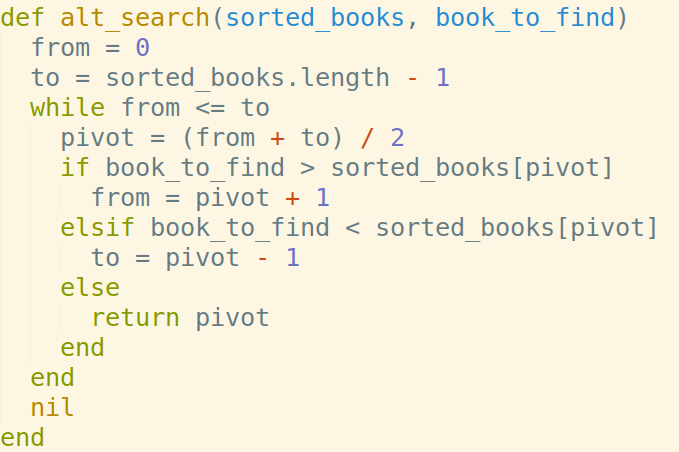 def alt_search(sorted_books, book_to_find)
  from = 0
  to = sorted_books.length - 1
  while from <= to
    pivot = (from + to) / 2
    if book_to_find > sorted_books[pivot]
      from = pivot + 1
    elsif book_to_find < sorted_books[pivot]
      to = pivot - 1
    else
      return pivot
    end
  end
  nil
end